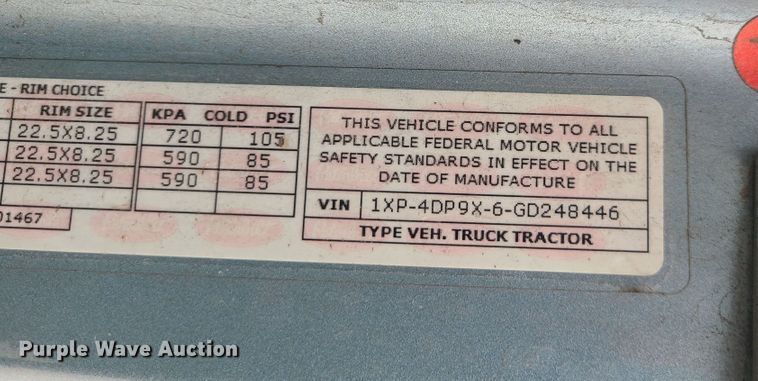 E - RIM CHOICE
RIM SIZE KPA COLD PSI
22.5X8.25 720 105
22.5X8.25 590 85
22.5X8.25 590 85
01467
THIS VEHICLE CONFORMS TO ALL
APPLICABLE FEDERAL MOTOR VEHICLE
SAFETY STANDARDS IN EFFECT ON THE
DATE OF MANUFACTURE
VIN 1XP-4DP9X-6-GD248446
TYPE VEH. TRUCK TRACTOR
Purple Wave Auction